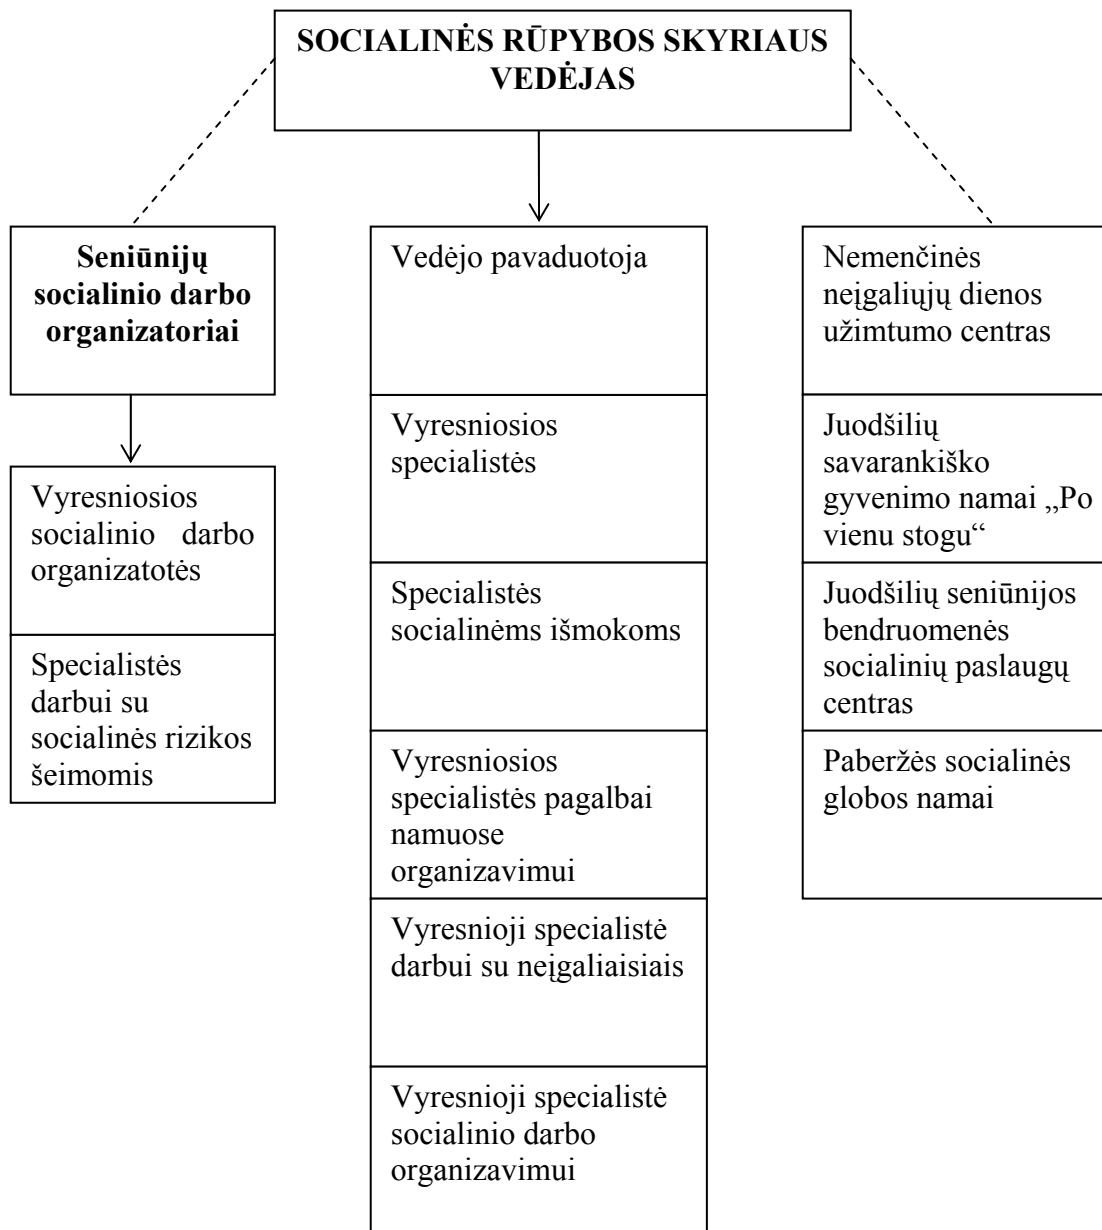 SOCIALINĖS RŪPYBOS SKYRIAUS
VEDĖJAS
Seniūnijų
socialinio darbo
organizatoriai
Vyresniosios
socialinio darbo
organizatotės
Specialistės
darbui su
socialinės rizikos
šeimomis
Vedėjo pavaduotoja
Vyresniosios
specialistės
Specialistės
socialinėms išmokoms
Vyresniosios
specialistės pagalbai
namuose
organizavimui
Vyresnioji specialistė
darbui su neįgaliaisiais
Vyresnioji specialistė
socialinio darbo
organizavimui
Nemenčinės
neįgaliųjų dienos
užimtumo centras
Juodšilių
savarankiško
gyvenimo namai „Po
vienu stogu“
Juodšilių seniūnijos
bendruomenės
socialinių paslaugų
centras
Paberžės socialinės
globos namai